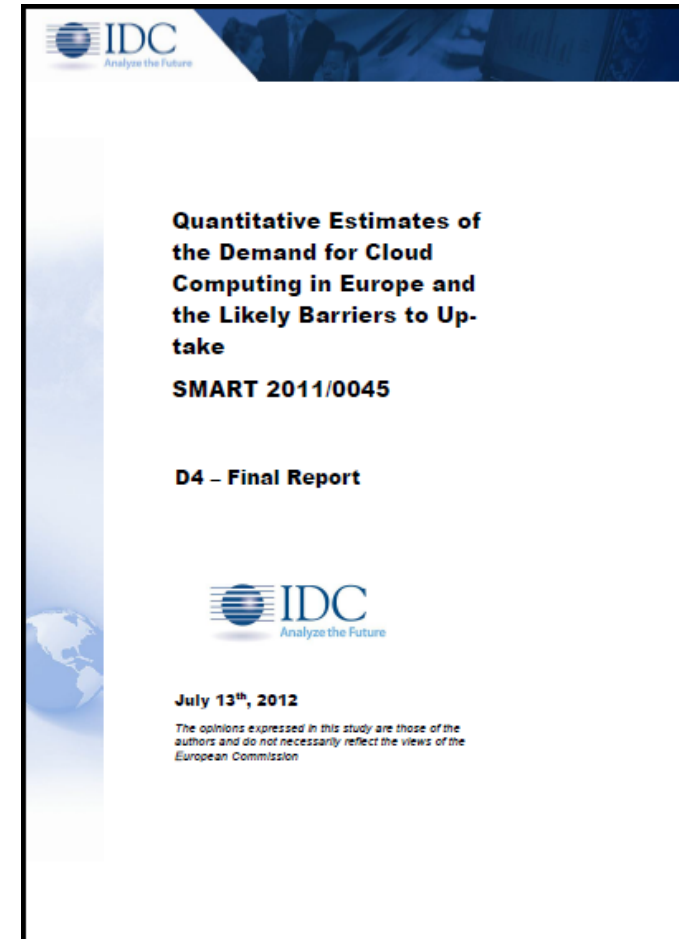 IDC
Analyze the Future
Quantitative Estimates of
the Demand for Cloud
Computing in Europe and
the Likely Barriers to Up-
take
SMART 2011/0045
D4 – Final Report
IDC
Analyze the Future
July 13th, 2012
The opinions expressed in this study are those of the
authors and do not necessarily reflect the views of the
European Commission